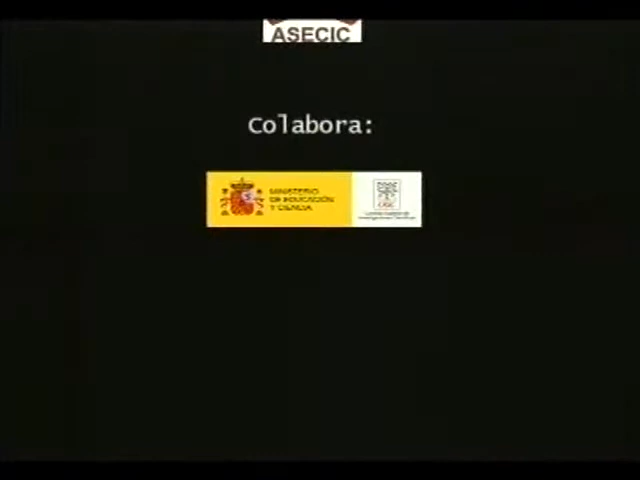 ASECIC
Colabora:
MINISTERIO
DE EDUCACIÓN
Y CIENCIA
CSIC